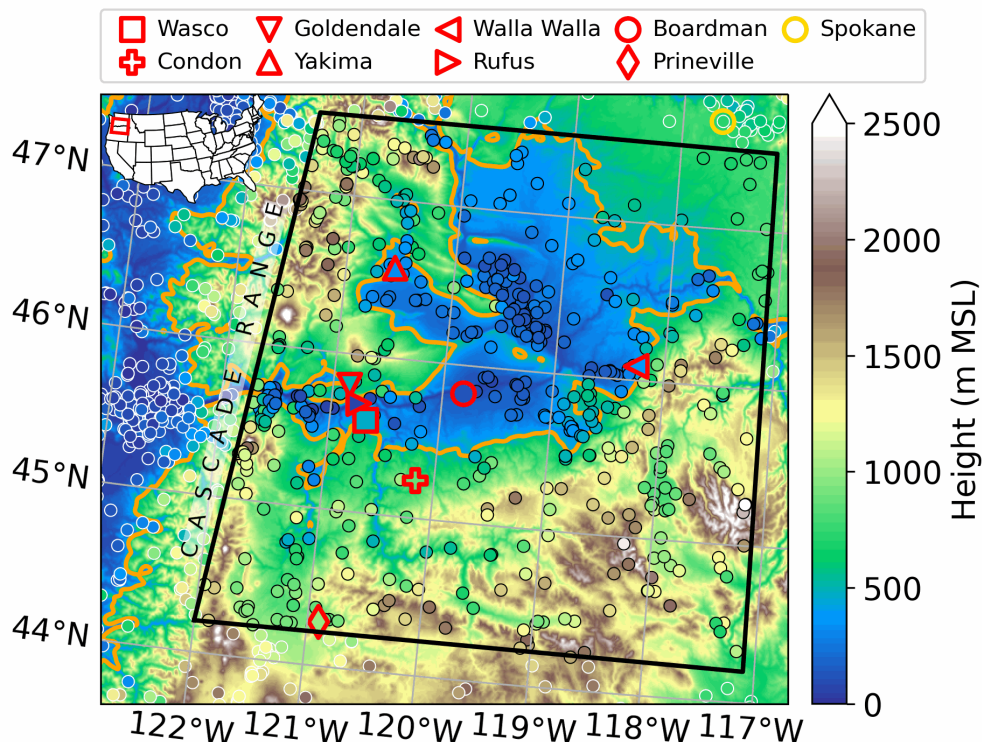 Wasco Goldendale Walla Walla Boardman Spokane
Condon Yakima Rufus Prineville
47°N
46°N
45°N
44°N
CASCADE RANGE
122°W 121°W 120°W 119°W 118°W 117°W
2500
2000
1500
1000
500
0
Height (m MSL)